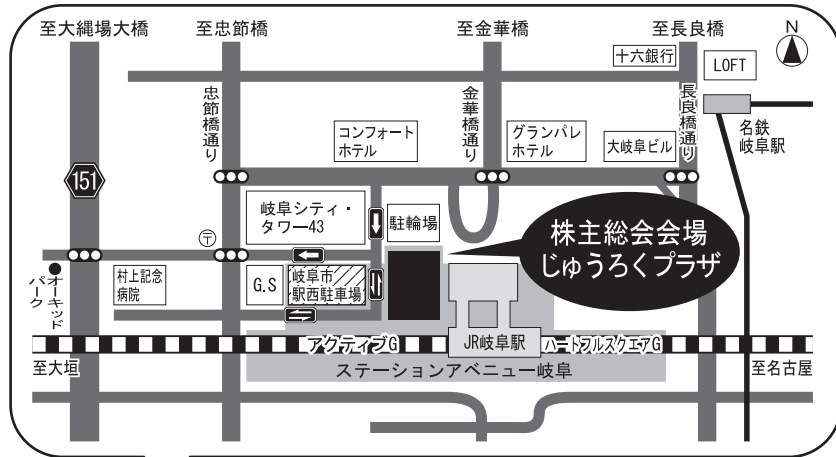 至大縄場大橋
至忠節橋
至金華橋
至長良橋
N
十六銀行
LOFT
忠節橋通り
金華橋通り
長良橋通り
名鉄
岐阜駅
コンフォート
ホテル
グランパレ
ホテル
大岐阜ビル
151
岐阜シティ・
タワー43
駐輪場
株主総会会場
じゅうろくプラザ
〒
オーキッド
パーク
村上記念
病院
G.S
岐阜市
駅西駐車場
アクティブG
JR岐阜駅
ハートフルスクエアG
至大垣
ステーションアベニュー岐阜
至名古屋